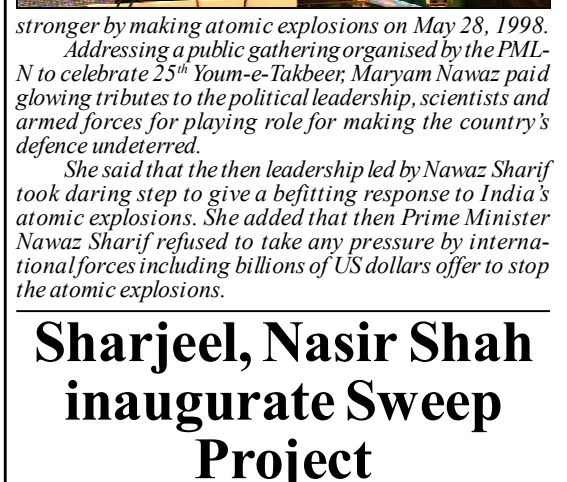 stronger by making atomic explosions on May 28, 1998.
Addressing a public gathering organised by the PML-
N to celebrate 25th Youm-e-Takbeer, Maryam Nawaz paid
glowing tributes to the political leadership, scientists and
armed forces for playing role for making the country's
defence undeterred.
She said that the then leadership led by Nawaz Sharif
took daring step to give a befitting response to India's
atomic explosions. She added that then Prime Minister
Nawaz Sharif refused to take any pressure by interna-
tional forces including billions of US dollars offer to stop
the atomic explosions.
Sharjeel, Nasir Shah
inaugurate Sweep
Project